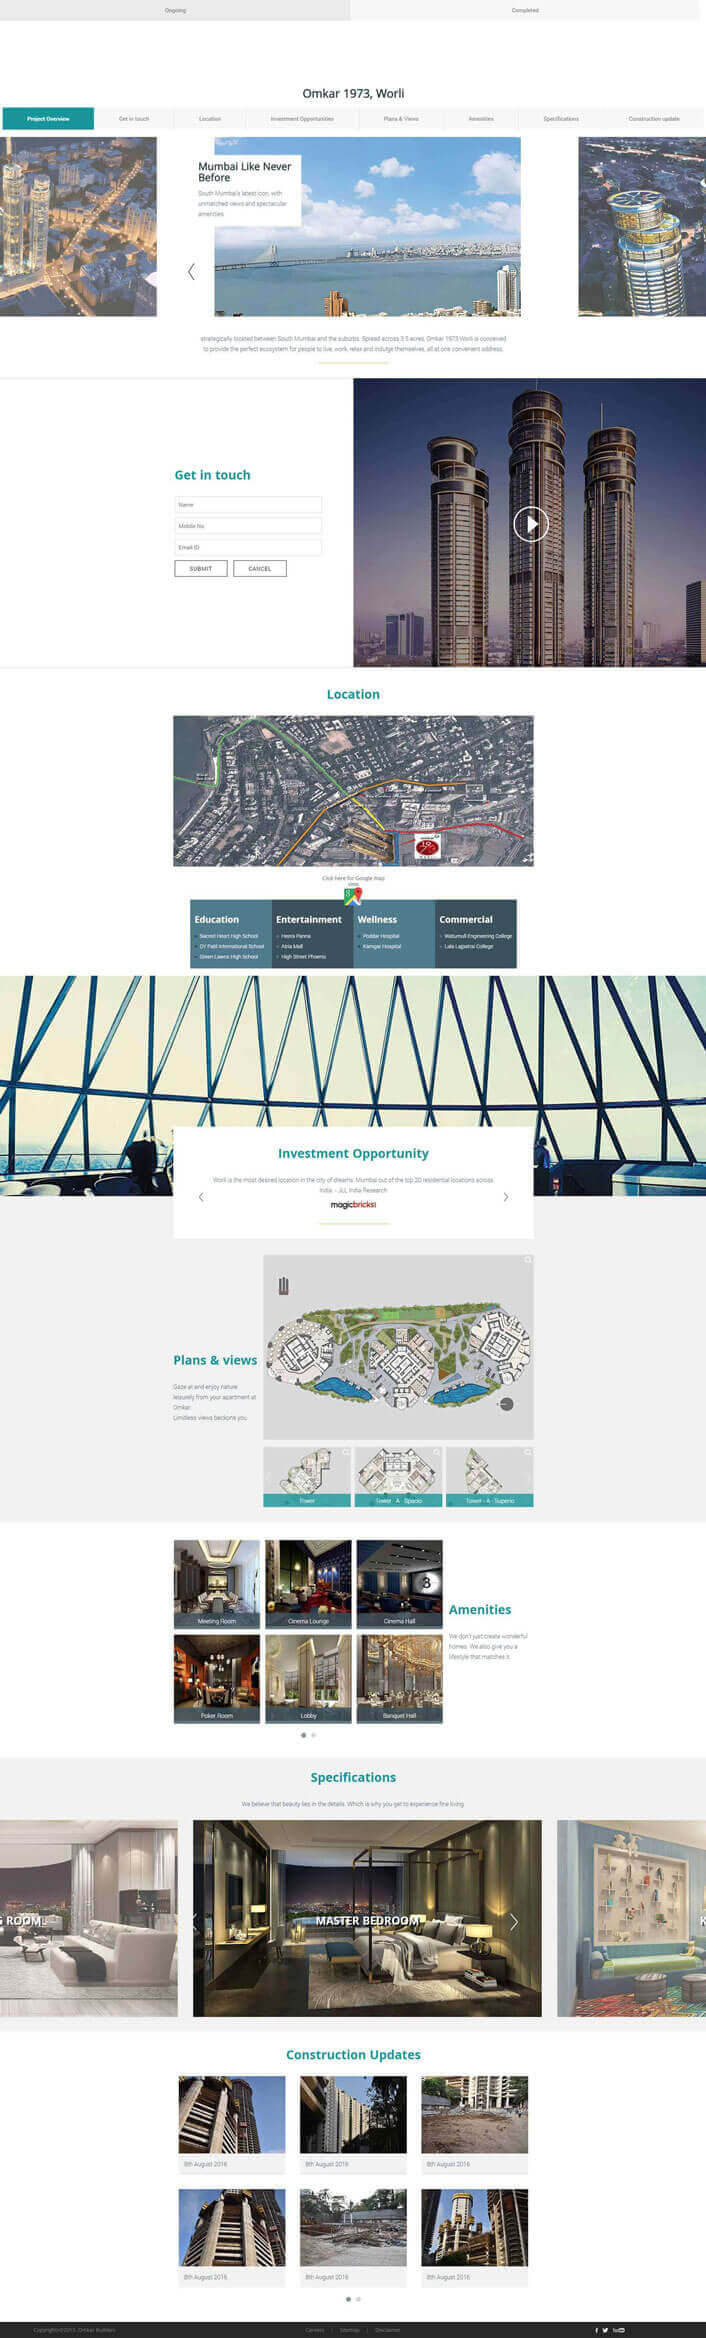 Ongoing
Completed
Omkar 1973, Worli
Project Overview
Get in touch
Location
Investment Opportunities
Plans & Views
Amenities
Specifications
Construction update
Mumbai Like Never
Before
South Mumbai's latest icon, with
unmatched views and spectacular
amenities.
strategically located between South Mumbai and the suburbs. Spread across 3.5 acres, Omkar 1973 Worli is conceived
to provide the perfect ecosystem for people to live, work, relax and indulge themselves, all at one convenient address.
Get in touch
Name
Mobile No
Email ID
SUBMIT
CANCEL
Location
Click here for Google map
Education
Sacred Heart High School
DY Patil International School
Green Lawns High School
Entertainment
Heera Panna
Atria Mall
High Street Phoenix
Wellness
Poddar Hospital
Kamgar Hospital
Commercial
Watumull Engineering College
Lala Lajpatrai College
Investment Opportunity
Worli is the most desired location in the city of dreams. Mumbai out of the top 20 residential locations across
India. - JLL India Research
magicbricks
Plans & views
Gaze at and enjoy nature
leisurely from your apartment at
Omkar.
Limitless views beckons you.
Tower
Tower - A - Spacio
Tower - A - Superio
Meeting Room
Cinema Lounge
Cinema Hall
3
Poker Room
Lobby
Banquet Hall
Amenities
We don't just create wonderful
homes. We also give you a
lifestyle that matches it.
Specifications
We believe that beauty lies in the details. Which is why you get to experience fine living.
G ROOM
MASTER BEDROOM
K
Construction Updates
8th August 2016
8th August 2016
8th August 2016
8th August 2016
8th August 2016
8th August 2016
Copyrights©2015. Omkar Builders
Careers | Sitemap | Disclaimer